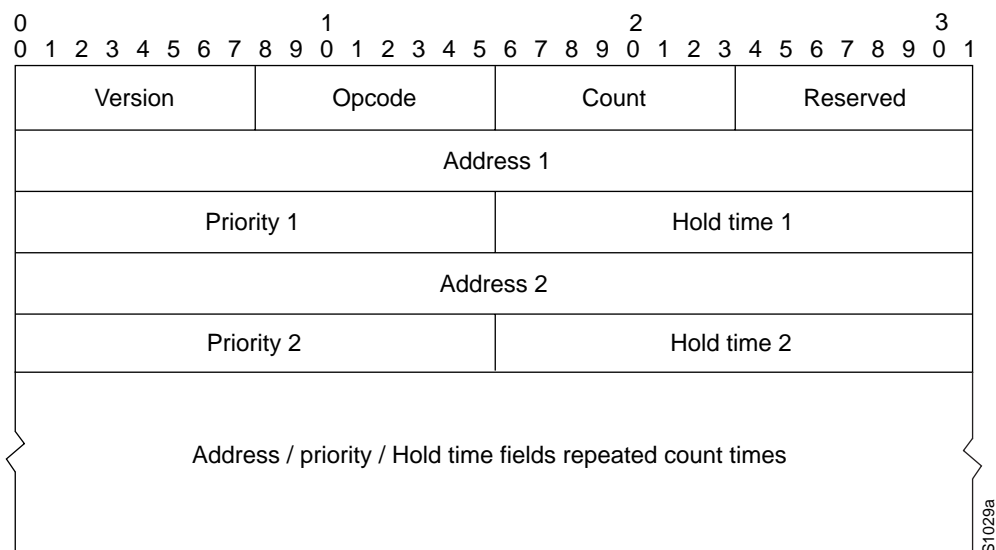 0 1 2 3
0 1 2 3 4 5 6 7 8 9 0 1 2 3 4 5 6 7 8 9 0 1 2 3 4 5 6 7 8 9 0 1
Version Opcode Count Reserved
Address 1
Priority 1 Hold time 1
Address 2
Priority 2 Hold time 2
Address / priority / Hold time fields repeated count times
S1029a